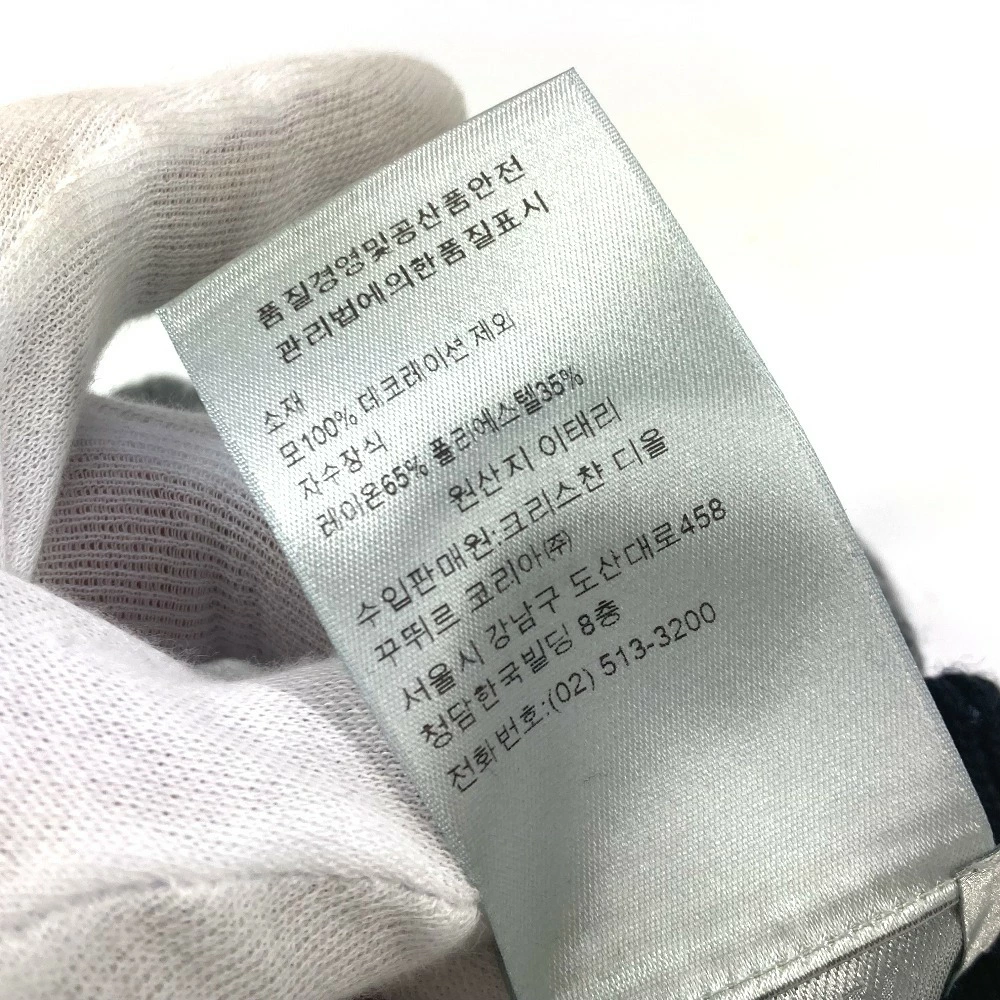 품질경영및공산품안전
관리법에의한품질표시
소재
모100% 데코레이션 제외
자수장식
레이온65% 폴리에스텔35%
원산지 이태리
수입판매원:크리스챤 디올
꾸뛰르 코리아㈜
서울시 강남구 도산대로458
청담한국빌딩 8층
전화번호:(02) 513-3200